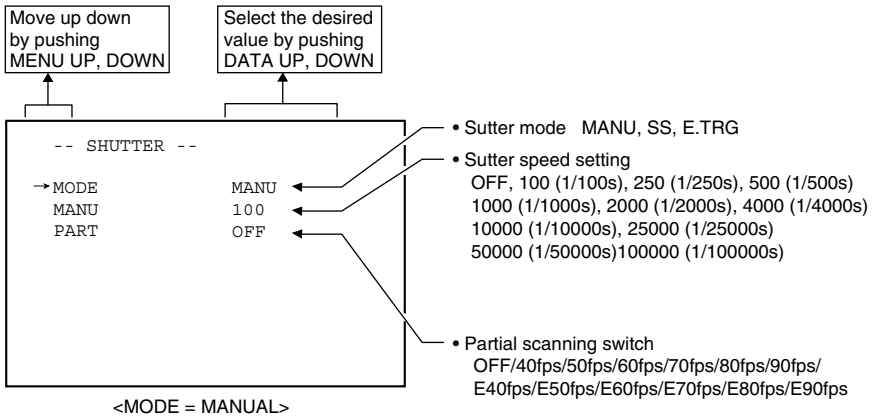 Move up down
by pushing
MENU UP, DOWN
Select the desired
value by pushing
DATA UP, DOWN
-- SHUTTER --
→MODE MANU
MANU 100
PART OFF
<MODE = MANUAL>
• Sutter mode MANU, SS, E.TRG
• Sutter speed setting
OFF, 100 (1/100s), 250 (1/250s), 500 (1/500s)
1000 (1/1000s), 2000 (1/2000s), 4000 (1/4000s)
10000 (1/10000s), 25000 (1/25000s)
50000 (1/50000s)100000 (1/100000s)
• Partial scanning switch
OFF/40fps/50fps/60fps/70fps/80fps/90fps/
E40fps/E50fps/E60fps/E70fps/E80fps/E90fps